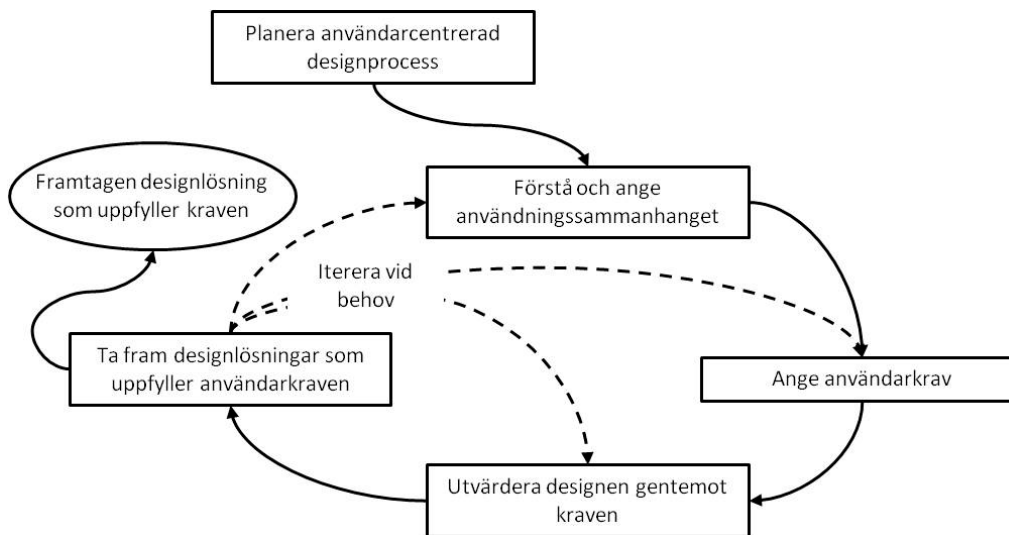 Planera användarcentrerad
designprocess
Framtagen designlösning
som uppfyller kraven
Förstå och ange
användningssammanhanget
Iterera vid
behov
Ta fram designlösningar som
uppfyller användarkraven
Ange användarkrav
Utvärdera designen gentemot
kraven